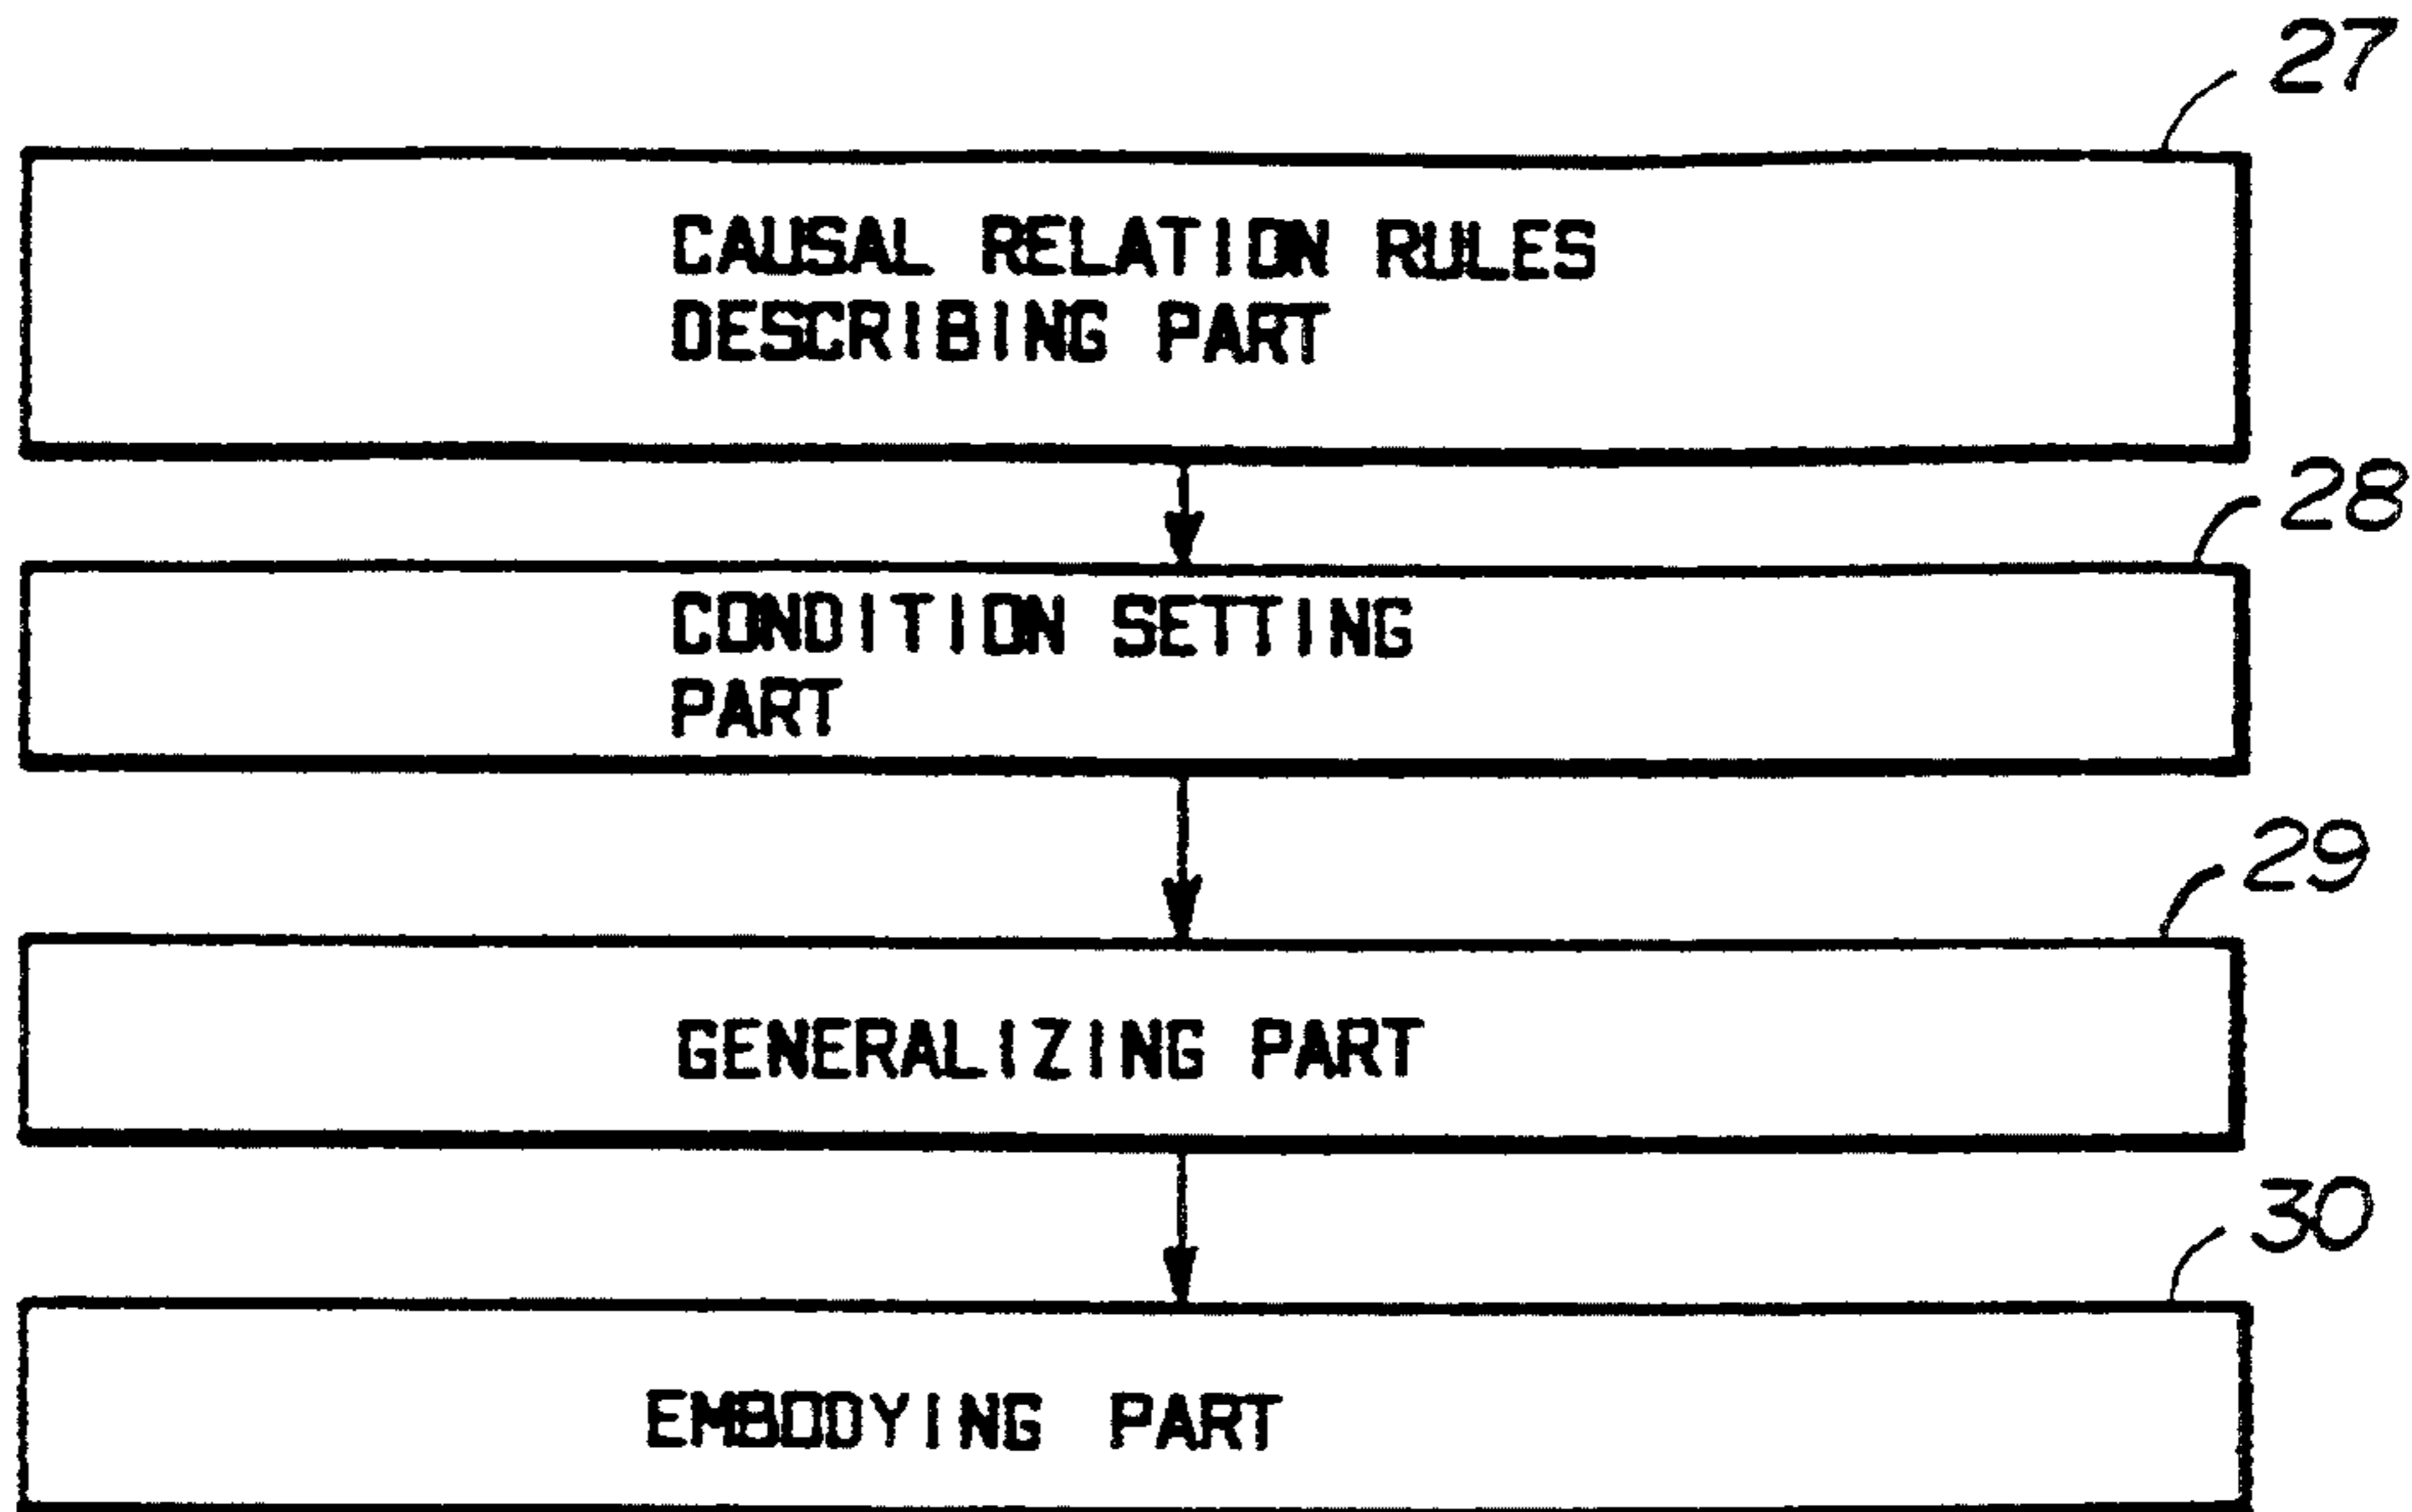 27
CAUSAL RELATION RULES
DESCRIBING PART
28
CONDITION SETTING
PART
29
GENERALIZING PART
30
EMBODYING PART